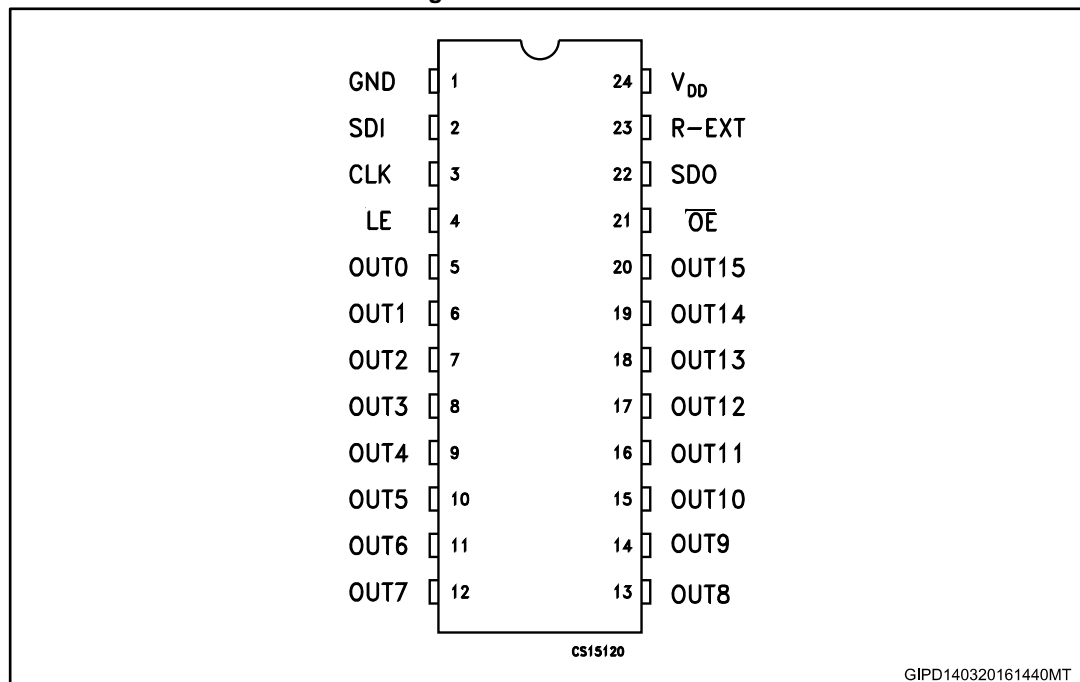 GND 1 24 VDD
SDI 2 23 R-EXT
CLK 3 22 SDO
LE 4 21 O̅E̅
OUT0 5 20 OUT15
OUT1 6 19 OUT14
OUT2 7 18 OUT13
OUT3 8 17 OUT12
OUT4 9 16 OUT11
OUT5 10 15 OUT10
OUT6 11 14 OUT9
OUT7 12 13 OUT8
CS15120
GIPD140320161440MT